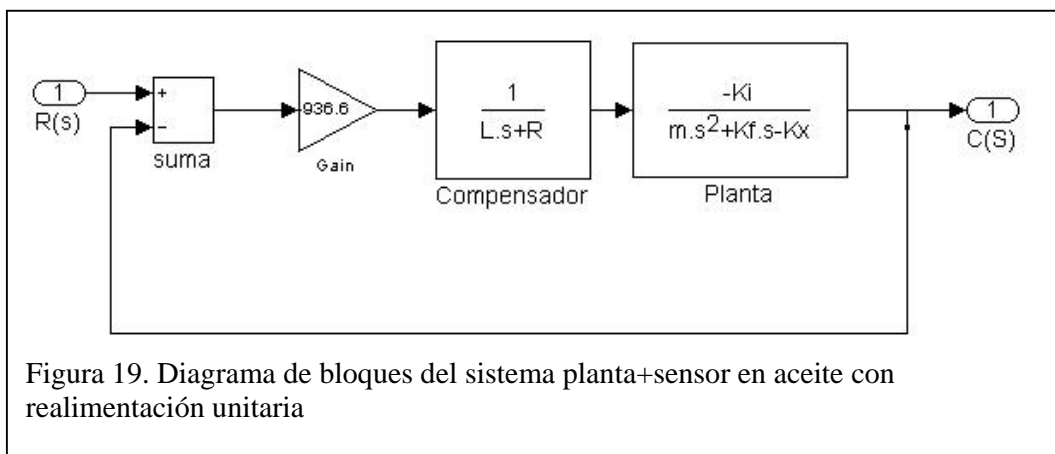 1
R(s)
+
−
suma
936.6
Gain
1
L.s+R
Compensador
-Ki
m.s²+Kf.s-Kx
Planta
1
C(S)
Figura 19. Diagrama de bloques del sistema planta+sensor en aceite con
realimentación unitaria